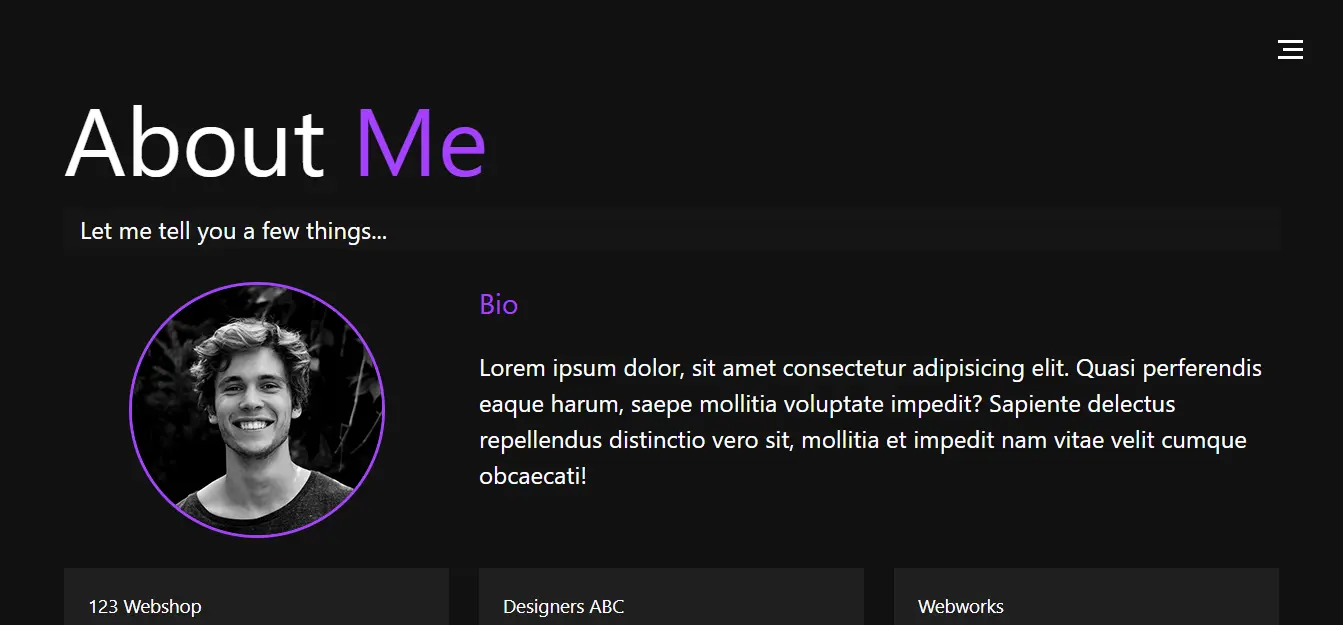 About Me
Let me tell you a few things...
Bio
Lorem ipsum dolor, sit amet consectetur adipisicing elit. Quasi perferendis
eaque harum, saepe mollitia voluptate impedit? Sapiente delectus
repellendus distinctio vero sit, mollitia et impedit nam vitae velit cumque
obcaecati!
123 Webshop
Designers ABC
Webworks